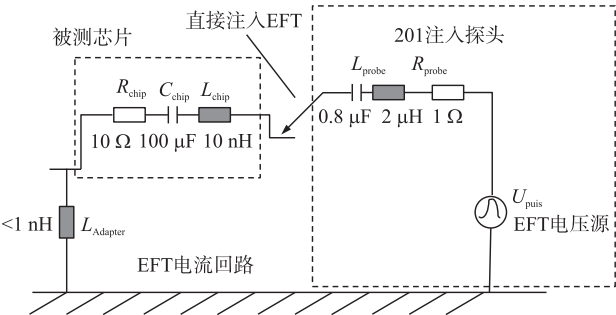 直接注入EFT
被测芯片
201注入探头
Rchip Cchip Lchip
10 Ω 100 μF 10 nH
Lprobe Rprobe
0.8 μF 2 μH 1 Ω
<1 nH LAdapter
Upuis
EFT电压源
EFT电流回路